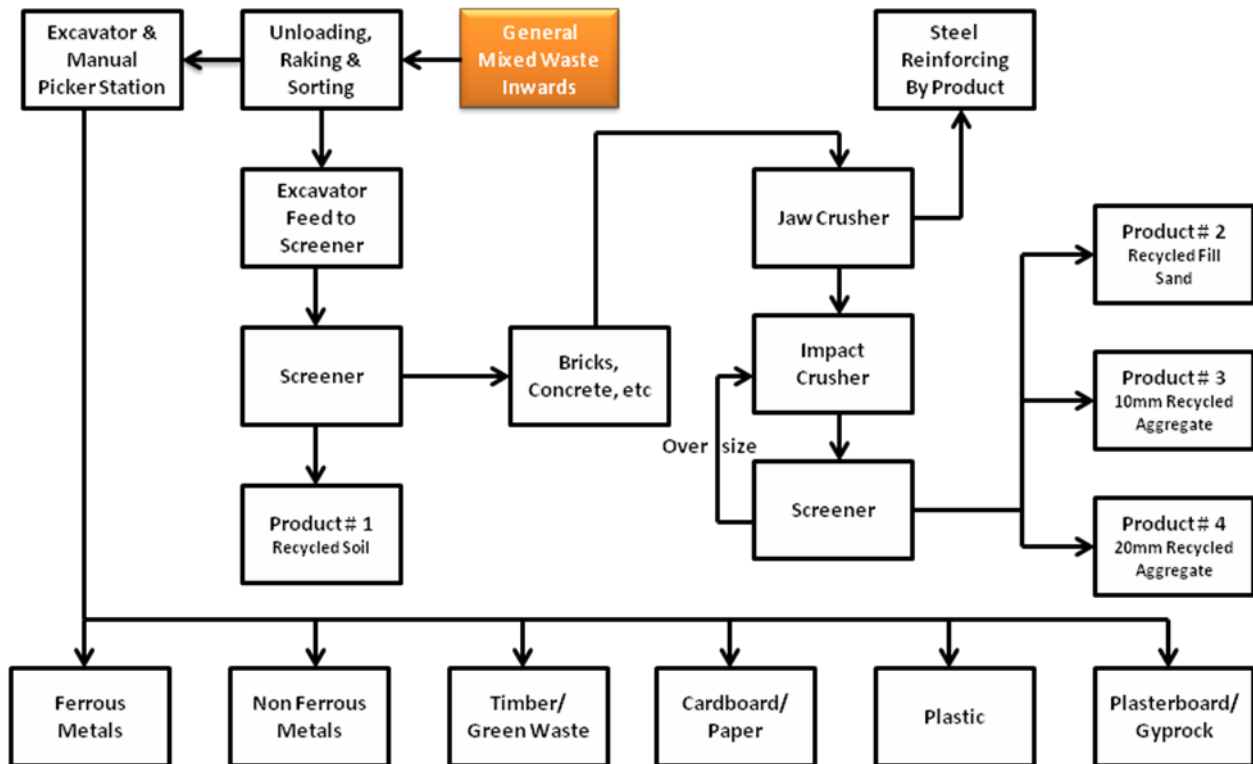 Excavator &
Manual
Picker Station
Unloading,
Raking &
Sorting
General
Mixed Waste
Inwards
Steel
Reinforcing
By Product
Excavator
Feed to
Screener
Jaw Crusher
Product # 2
Recycled Fill
Sand
Screener
Bricks,
Concrete, etc
Impact
Crusher
Product # 3
10mm Recycled
Aggregate
Over size
Product # 1
Recycled Soil
Screener
Product # 4
20mm Recycled
Aggregate
Ferrous
Metals
Non Ferrous
Metals
Timber/
Green Waste
Cardboard/
Paper
Plastic
Plasterboard/
Gyprock